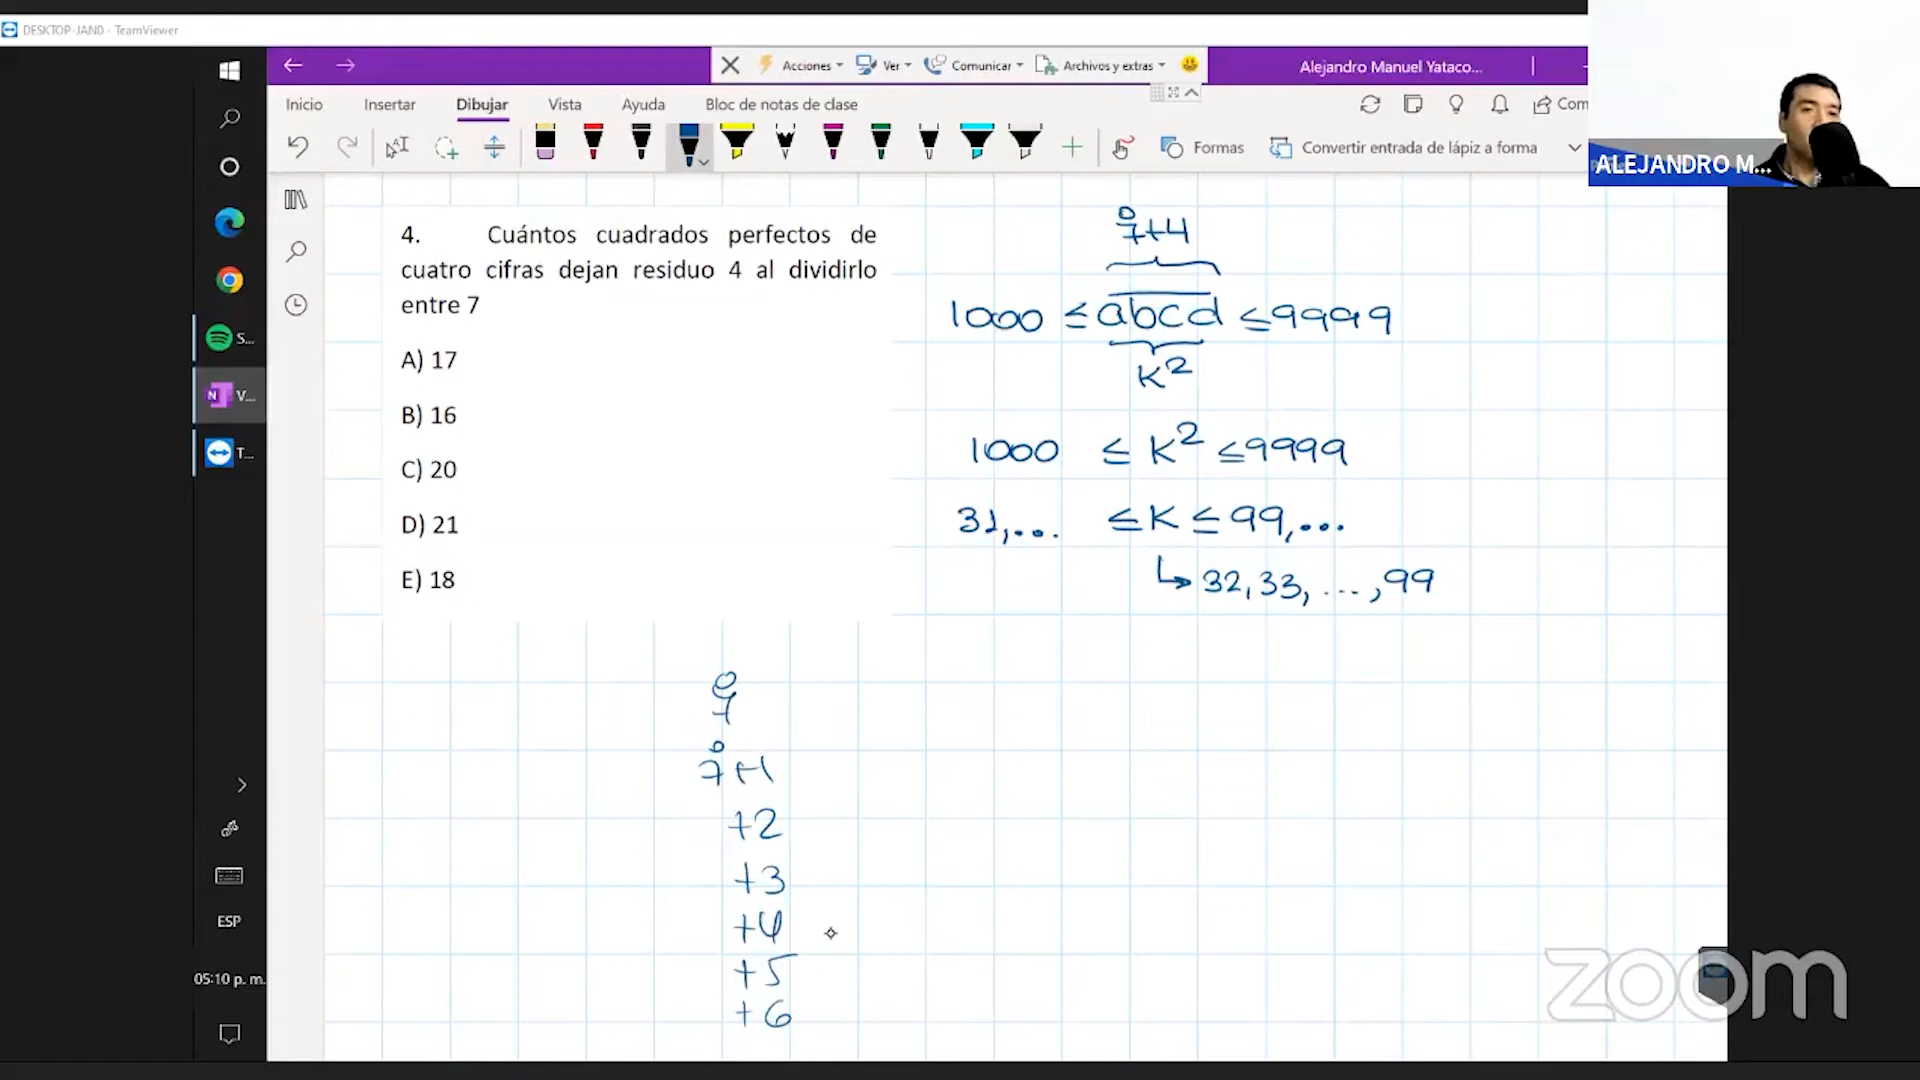 DESKTOP-JAND - TeamViewer
Acciones
Ver
Comunicar
Archivos y extras
Alejandro Manuel Yataco...
Inicio
Insertar
Dibujar
Vista
Ayuda
Bloc de notas de clase
Com
Formas
Convertir entrada de lápiz a forma
ALEJANDRO M...
S...
V...
T...
4. Cuántos cuadrados perfectos de
cuatro cifras dejan residuo 4 al dividirlo
entre 7
A) 17
B) 16
C) 20
D) 21
E) 18
7+4
1000 ≤ abcd ≤ 9999
K²
1000 ≤ K² ≤ 9999
31,... ≤ K ≤ 99,...
↳ 32, 33, ..., 99
7
7+1
+2
+3
+4
+5
+6
ESP
05:10 p. m.
zoom